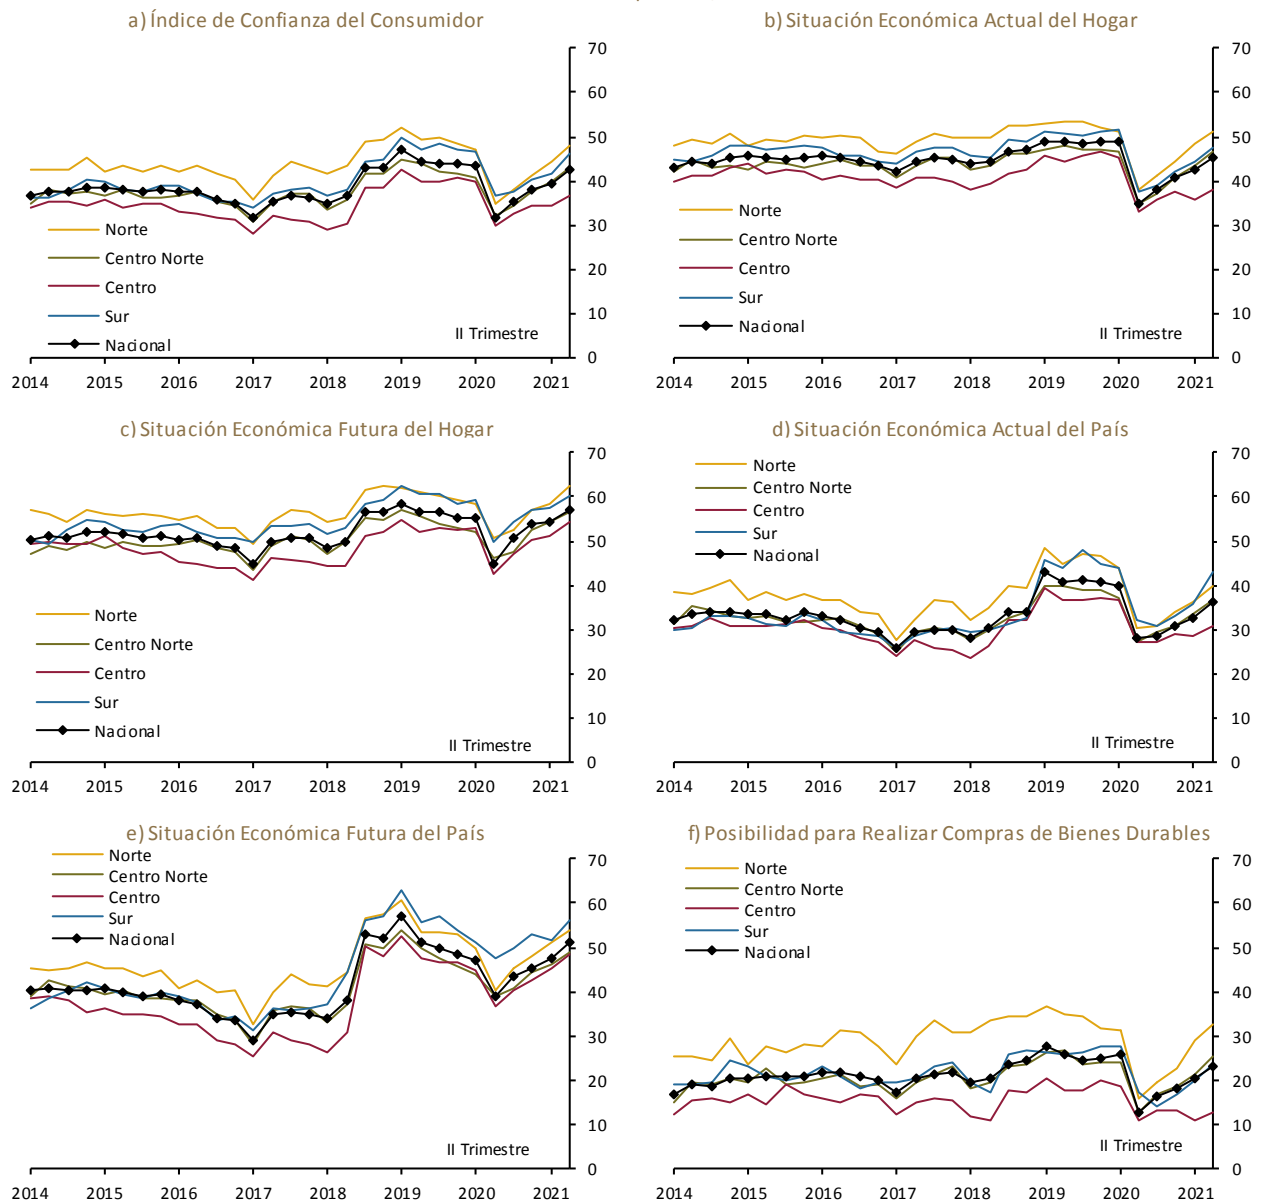 a) Índice de Confianza del Consumidor
70
60
50
40
30
20
10
0
Norte
Centro Norte
Centro
Sur
Nacional
II Trimestre
2014 2015 2016 2017 2018 2019 2020 2021
b) Situación Económica Actual del Hogar
70
60
50
40
30
20
10
0
Norte
Centro Norte
Centro
Sur
Nacional
II Trimestre
2014 2015 2016 2017 2018 2019 2020 2021
c) Situación Económica Futura del Hogar
70
60
50
40
30
20
10
0
Norte
Centro Norte
Centro
Sur
Nacional
II Trimestre
2014 2015 2016 2017 2018 2019 2020 2021
d) Situación Económica Actual del País
70
60
50
40
30
20
10
0
Norte
Centro Norte
Centro
Sur
Nacional
II Trimestre
2014 2015 2016 2017 2018 2019 2020 2021
e) Situación Económica Futura del País
70
60
50
40
30
20
10
0
Norte
Centro Norte
Centro
Sur
Nacional
II Trimestre
2014 2015 2016 2017 2018 2019 2020 2021
f) Posibilidad para Realizar Compras de Bienes Durables
70
60
50
40
30
20
10
0
Norte
Centro Norte
Centro
Sur
Nacional
II Trimestre
2014 2015 2016 2017 2018 2019 2020 2021